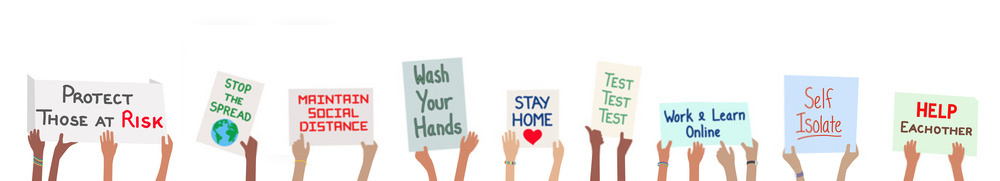 PROTECT
THOSE AT RISK
STOP
THE
SPREAD
MAINTAIN
SOCIAL
DISTANCE
Wash
Your
Hands
STAY
HOME
TEST
TEST
TEST
Work & Learn
Online
Self
Isolate
HELP
EACHOTHER